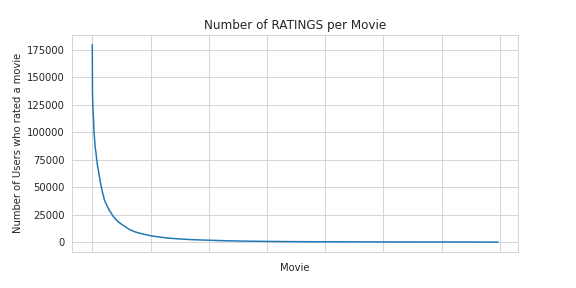 Number of RATINGS per Movie
Number of Users who rated a movie
175000
150000
125000
100000
75000
50000
25000
0
Movie